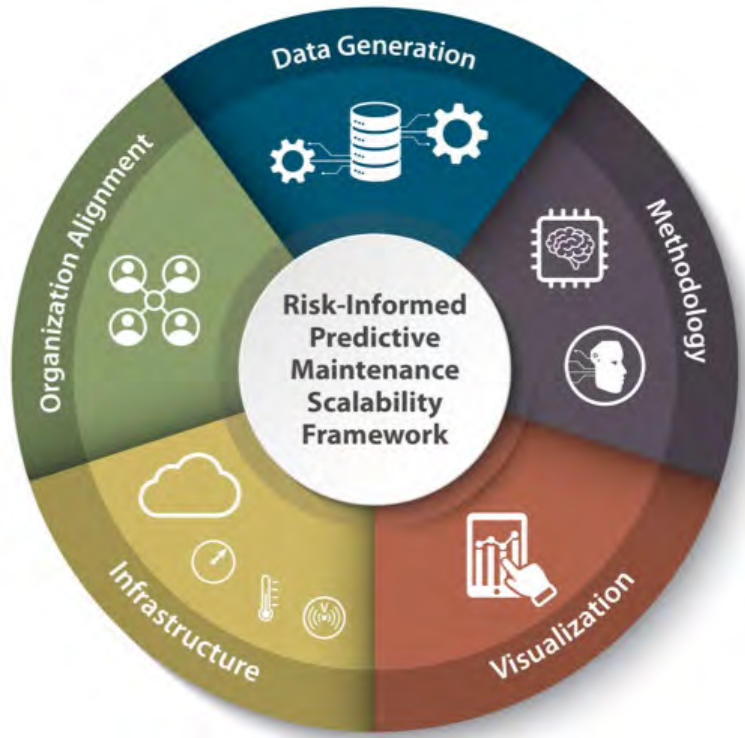 Data Generation
Methodology
Visualization
Infrastructure
Organization Alignment
Risk-Informed
Predictive
Maintenance
Scalability
Framework
V